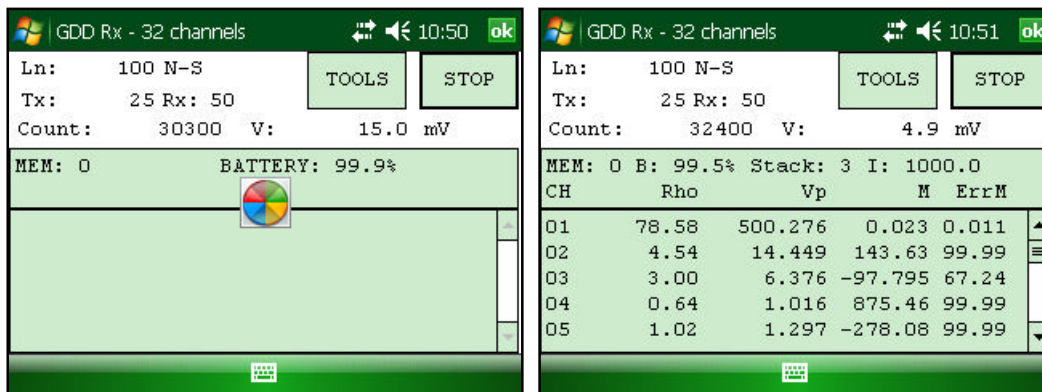 GDD Rx - 32 channels 10:50 ok
Ln: 100 N-S TOOLS STOP
Tx: 25 Rx: 50
Count: 30300 V: 15.0 mV
MEM: 0 BATTERY: 99.9%
GDD Rx - 32 channels 10:51 ok
Ln: 100 N-S TOOLS STOP
Tx: 25 Rx: 50
Count: 32400 V: 4.9 mV
MEM: 0 B: 99.5% Stack: 3 I: 1000.0
CH Rho Vp M ErrM
01 78.58 500.276 0.023 0.011
02 4.54 14.449 143.63 99.99
03 3.00 6.376 -97.795 67.24
04 0.64 1.016 875.46 99.99
05 1.02 1.297 -278.08 99.99